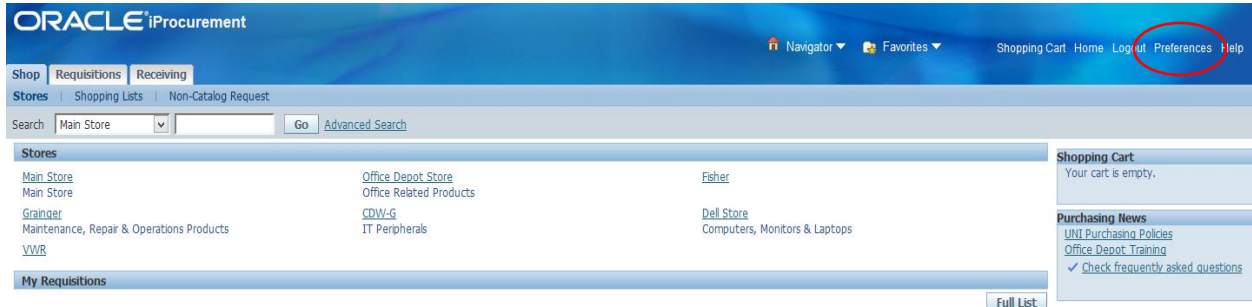 ORACLE® iProcurement
Navigator Favorites Shopping Cart Home Logout Preferences Help
Shop Requisitions Receiving
Stores | Shopping Lists | Non-Catalog Request
Search Main Store Go Advanced Search
Stores
Main Store Office Depot Store Fisher
Main Store Office Related Products
Grainger CDW-G Dell Store
Maintenance, Repair & Operations Products IT Peripherals Computers, Monitors & Laptops
VWR
My Requisitions
Full List
Shopping Cart
Your cart is empty.
Purchasing News
UNI Purchasing Policies
Office Depot Training
Check frequently asked questions